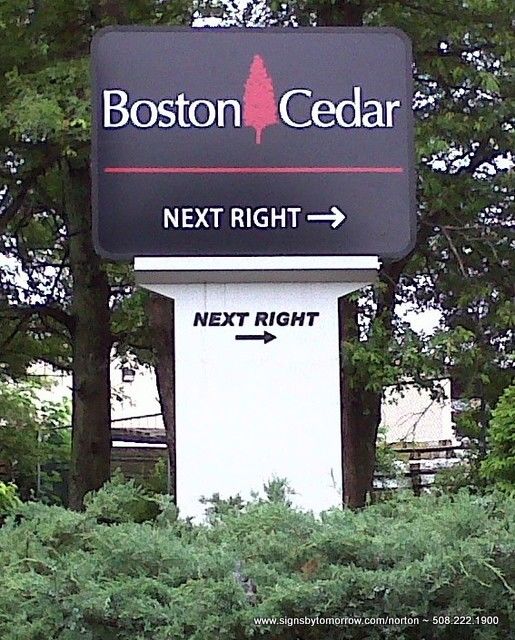 Boston Cedar
NEXT RIGHT →
NEXT RIGHT
→
www.signsbytomorrow.com/norton ~ 508.222.1900